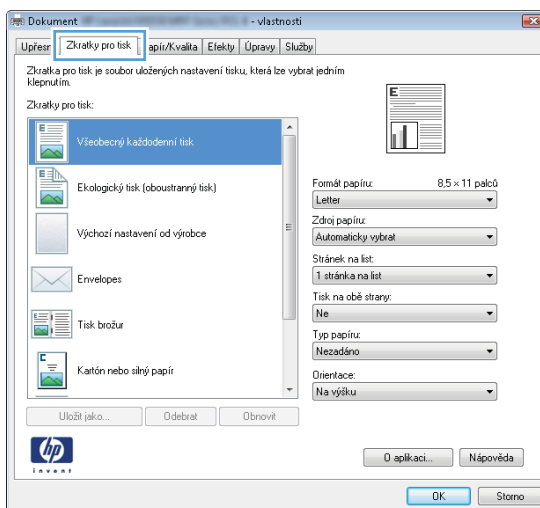 Dokument - vlastnosti
Zkratky pro tisk Efekty Úpravy Služby
Zkratka pro tisk je soubor uložených nastavení tisku, která lze vybrat jedním
klepnutím.
Zkratky pro tisk:
Všeobecný každodenní tisk
Ekologický tisk (oboustranný tisk)
Výchozí nastavení od výrobce
Envelopes
Tisk brožur
Kartón nebo silný papír
Uložit jako... Odebrat Obnovit
Formát papíru: 8,5 × 11 palců
Letter
Zdroj papíru:
Automaticky vybrat
Stránek na list:
1 stránka na list
Tisk na obě strany:
Ne
Typ papíru:
Nezadáno
Orientace:
Na výšku
hp
invent
O aplikaci... Nápověda
OK Storno